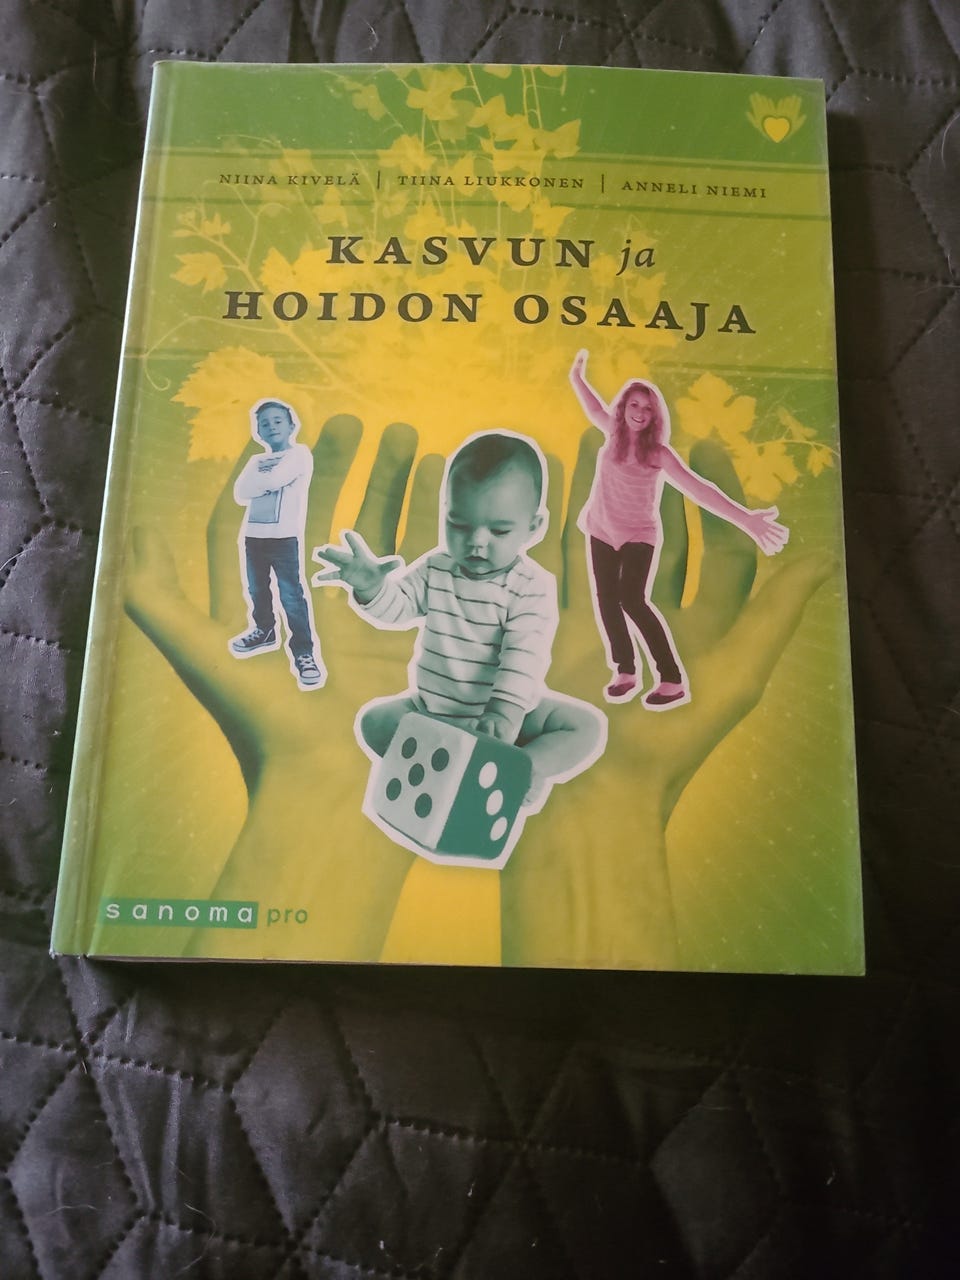 NIINA KIVELÄ | TIINA LIUKKONEN | ANNELI NIEMI
KASVUN ja
HOIDON OSAAJA
sanoma pro